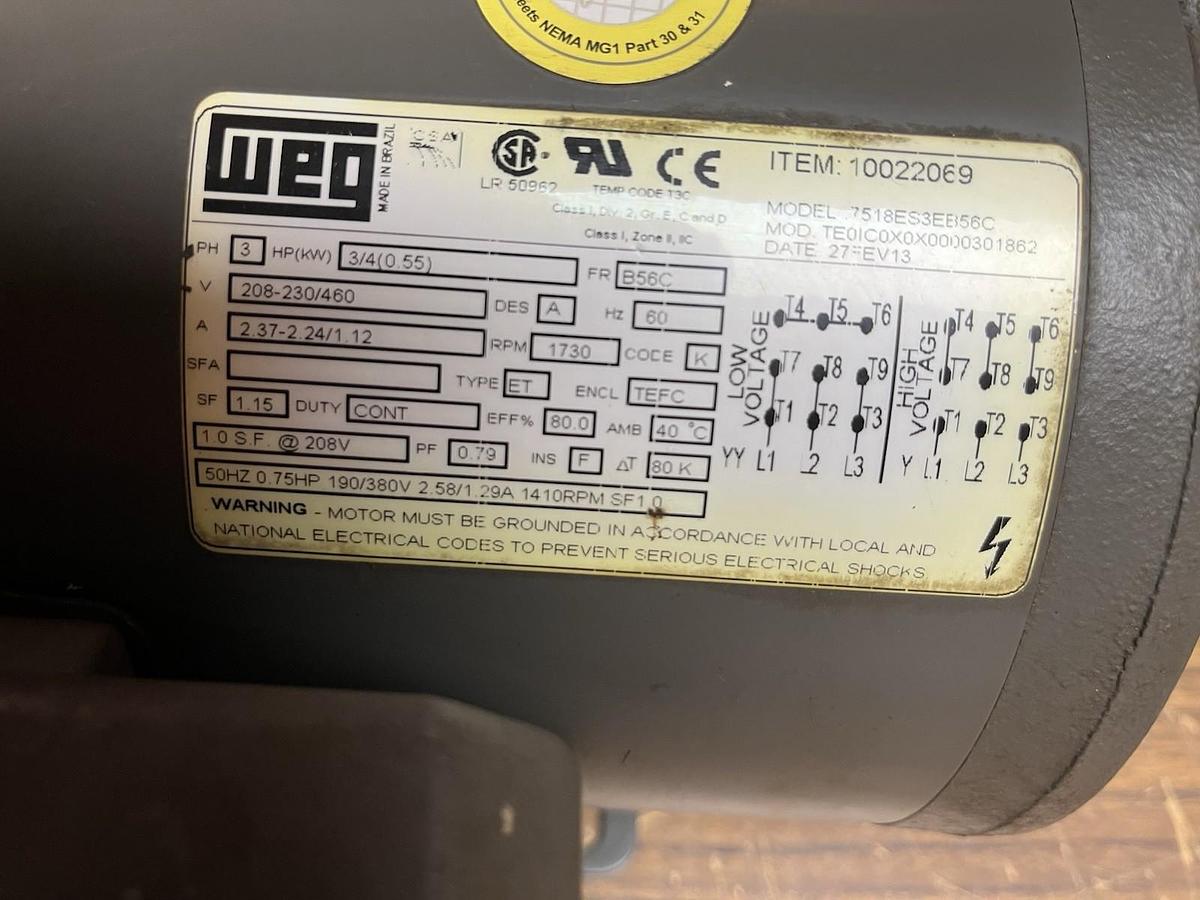 eets NEMA MG1 Part 30 & 31
WEG
MADE IN BRAZIL
CSA
SA
RU
CE
LR 50962
TEMP CODE T3C
Class I, Div. 2, Gr. E, C and D
Class I, Zone II, IIC
ITEM: 10022069
MODEL .7518ES3EB56C
MOD. TE0IC0X0X0000301862
DATE 27FEV13
PH 3 HP(kW) 3/4(0.55) FR B56C
V 208-230/460 DES A Hz 60
A 2.37-2.24/1.12 RPM 1730 CODE K
SFA TYPE ET ENCL TEFC
SF 1.15 DUTY CONT EFF% 80.0 AMB 40 °C
1.0 S.F. @ 208V PF 0.79 INS F ΔT 80 K
50HZ 0.75HP 190/380V 2.58/1.29A 1410RPM SF1.0
LOW VOLTAGE
T4 T5 T6
T7 T8 T9
T1 T2 T3
YY L1 L2 L3
HIGH VOLTAGE
T4 T5 T6
T7 T8 T9
T1 T2 T3
Y L1 L2 L3
WARNING - MOTOR MUST BE GROUNDED IN ACCORDANCE WITH LOCAL AND
NATIONAL ELECTRICAL CODES TO PREVENT SERIOUS ELECTRICAL SHOCKS